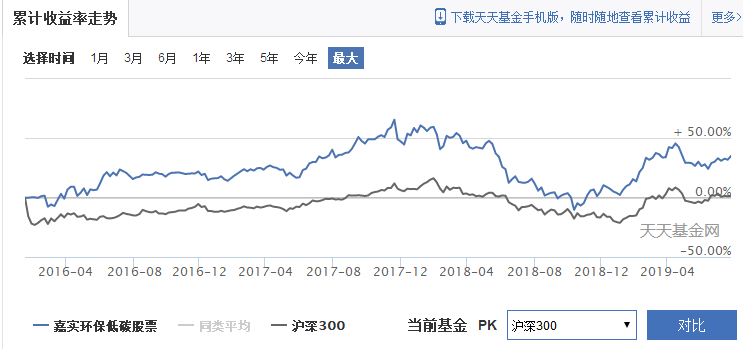 累计收益率走势 下载天天基金手机版，随时随地查看累计收益 更多>
选择时间 1月 3月 6月 1年 3年 5年 今年 最大
+ 50.00%
0.00%
天天基金网
-50.00%
2016-04 2016-08 2016-12 2017-04 2017-08 2017-12 2018-04 2018-08 2018-12 2019-04
嘉实环保低碳股票 同类平均 沪深300 当前基金 PK 沪深300 对比